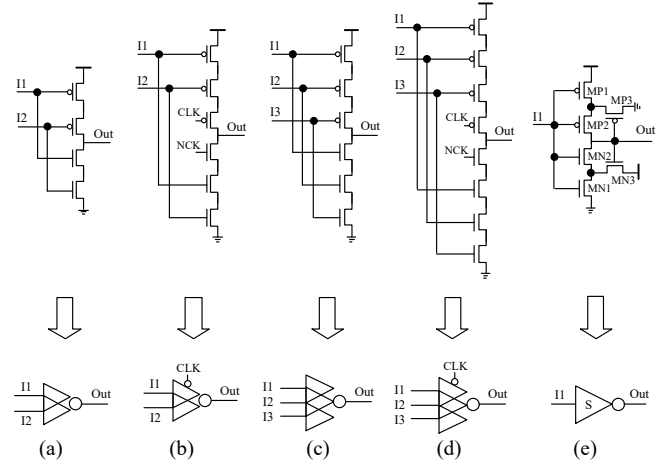 I1
I2
Out
I1
I2
CLK
NCK
Out
I1
I2
I3
Out
I1
I2
I3
CLK
NCK
Out
I1
MP1
MP3
MP2
Out
MN2
MN3
MN1
I1
I2
Out
CLK
I1
I2
Out
I1
I2
I3
Out
CLK
I1
I2
I3
Out
I1
S
Out
(a)
(b)
(c)
(d)
(e)